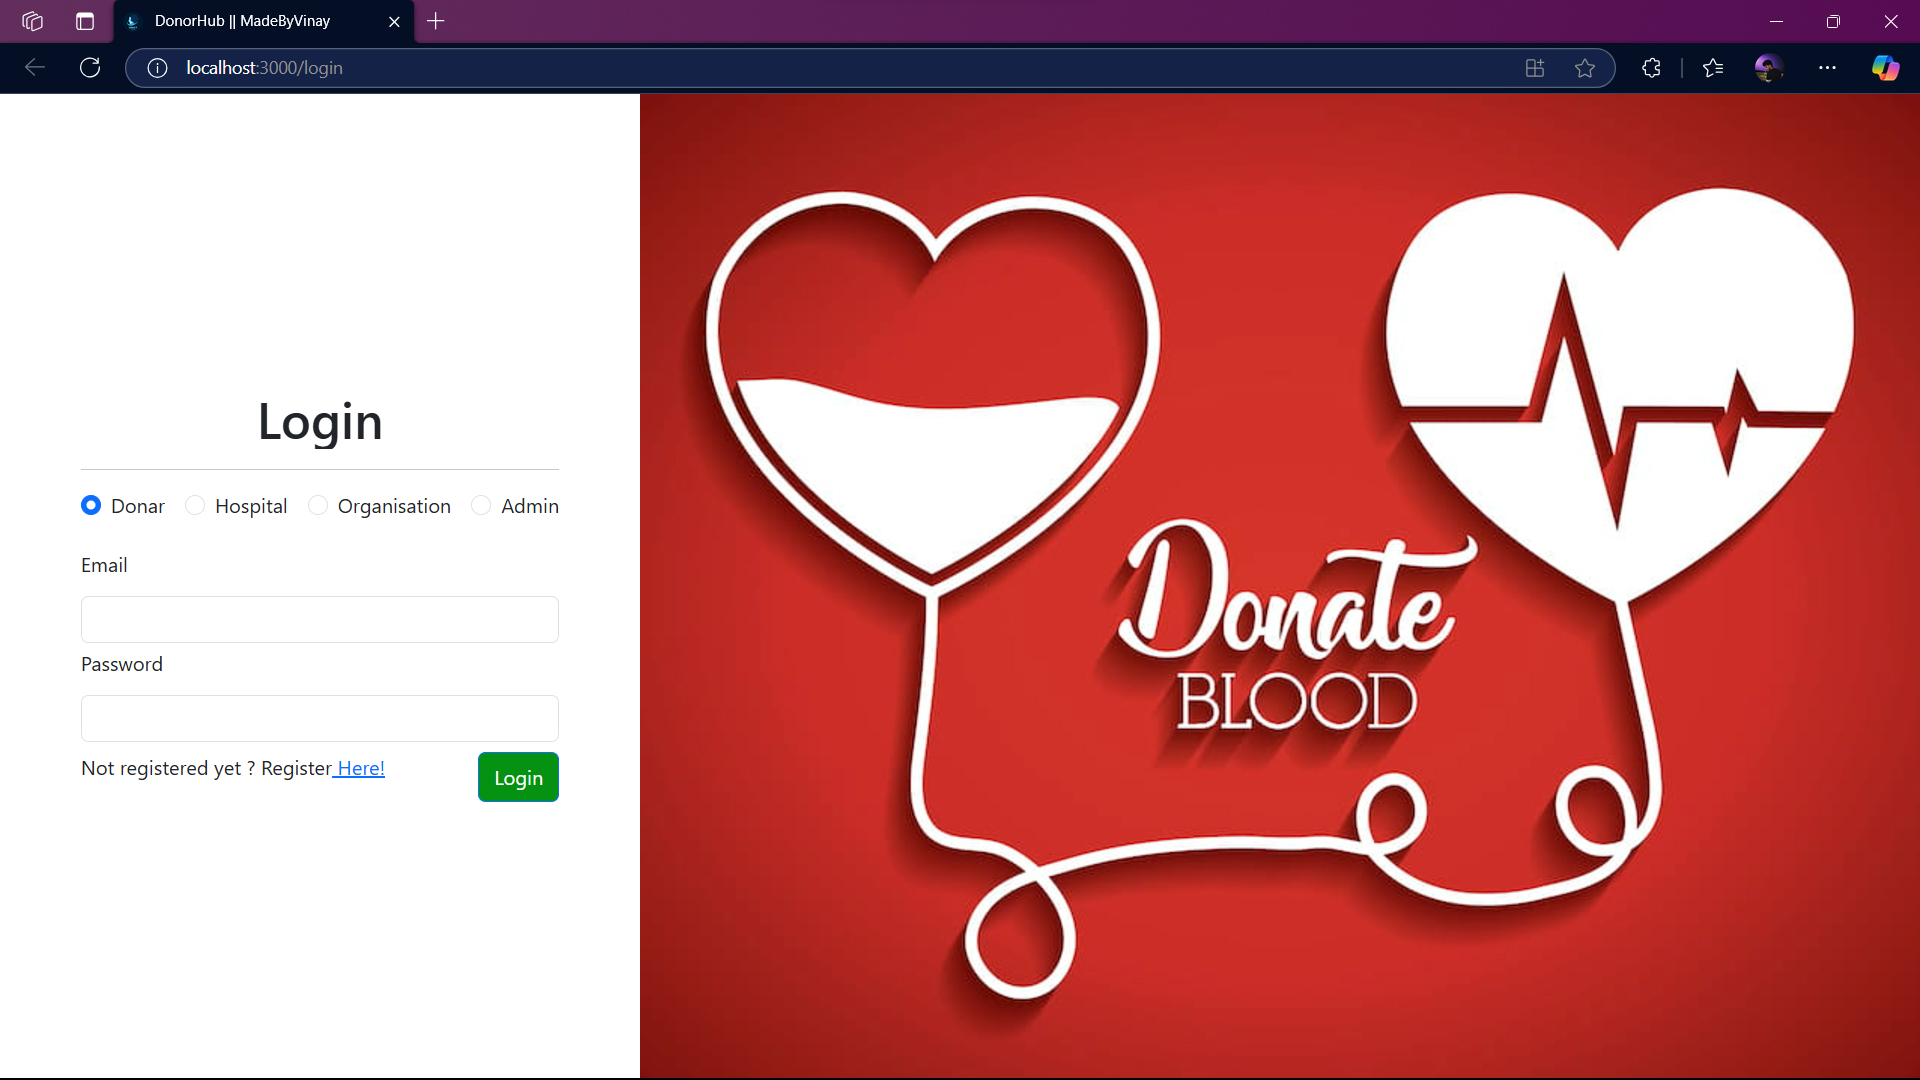 DonorHub || MadeByVinay
localhost:3000/login
Login
Donar Hospital Organisation Admin
Email
Password
Not registered yet ? Register Here!
Login
Donate
BLOOD